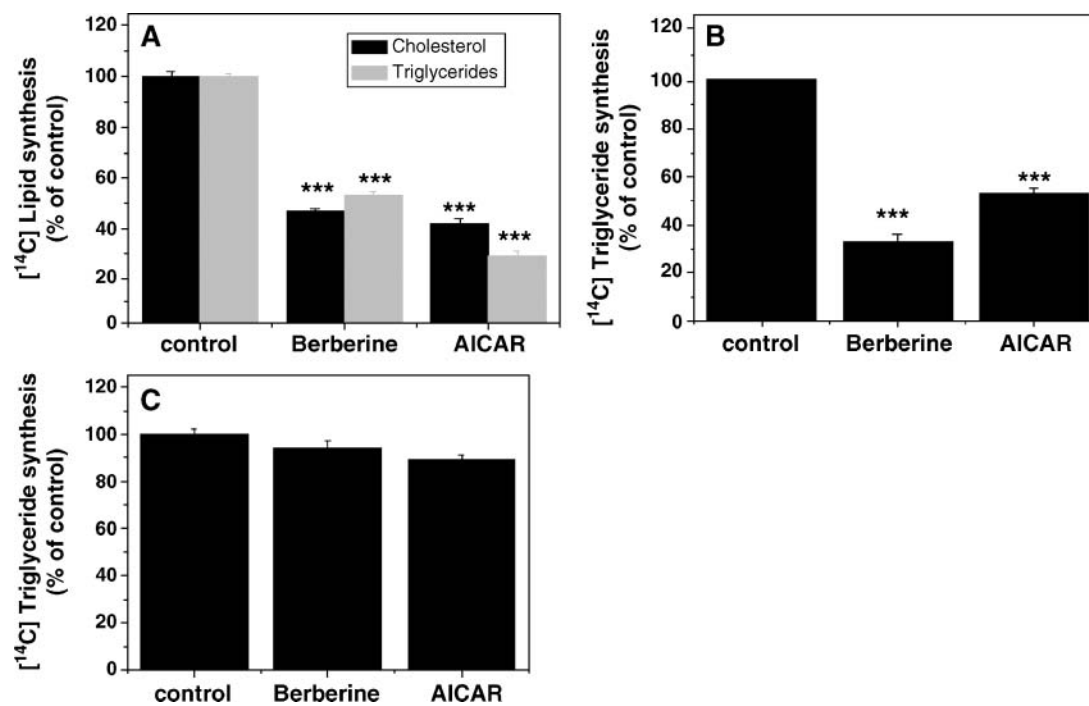 A
Cholesterol
Triglycerides
[¹⁴C] Lipid synthesis
(% of control)
120
100
80
60
40
20
0
***
***
***
***
control Berberine AICAR
B
[¹⁴C] Triglyceride synthesis
(% of control)
120
100
80
60
40
20
0
***
***
control Berberine AICAR
C
[¹⁴C] Triglyceride synthesis
(% of control)
120
100
80
60
40
20
0
control Berberine AICAR